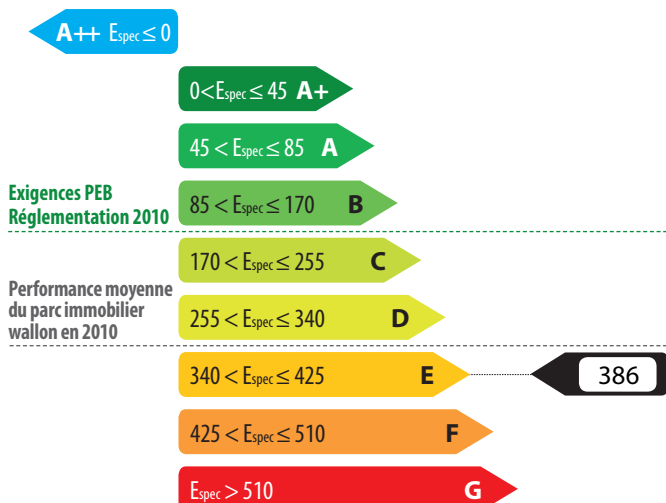 A++ Espec ≤ 0
0<Espec ≤ 45 A+
45 < Espec ≤ 85 A
Exigences PEB
Réglementation 2010
85 < Espec ≤ 170 B
170 < Espec ≤ 255 C
Performance moyenne
du parc immobilier
wallon en 2010
255 < Espec ≤ 340 D
340 < Espec ≤ 425 E
386
425 < Espec ≤ 510 F
Espec > 510 G